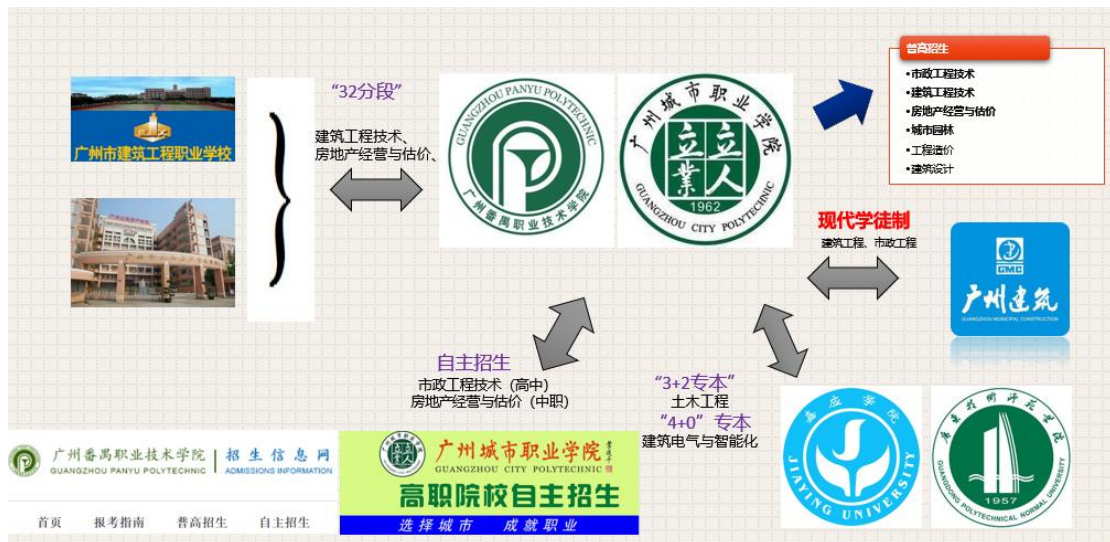 广州市建筑工程职业学校
“32分段”
建筑工程技术、
房地产经营与估价、
GUANGZHOU PANYU POLYTECHNIC
广州番禺职业技术学院
广州城市职业学院
立立
業人
1962
GUANGZHOU CITY POLYTECHNIC
普高招生
•市政工程技术
•建筑工程技术
•房地产经营与估价
•城市园林
•工程造价
•建筑设计
现代学徒制
建筑工程、市政工程
GMC
广州建筑
GUANGZHOU MUNICIPAL CONSTRUCTION
自主招生
市政工程技术（高中）
房地产经营与估价（中职）
“3+2专本”
土木工程
“4+0”专本
建筑电气与智能化
广州番禺职业技术学院
GUANGZHOU PANYU POLYTECHNIC
招生信息网
ADMISSIONS INFORMATION
首页 报考指南 普高招生 自主招生
广州城市职业学院
GUANGZHOU CITY POLYTECHNIC
高职院校自主招生
选择城市 成就职业
嘉应学院
JIAYING UNIVERSITY
广东技术师范学院
1957
GUANGDONG POLYTECHNICAL NORMAL UNIVERSITY